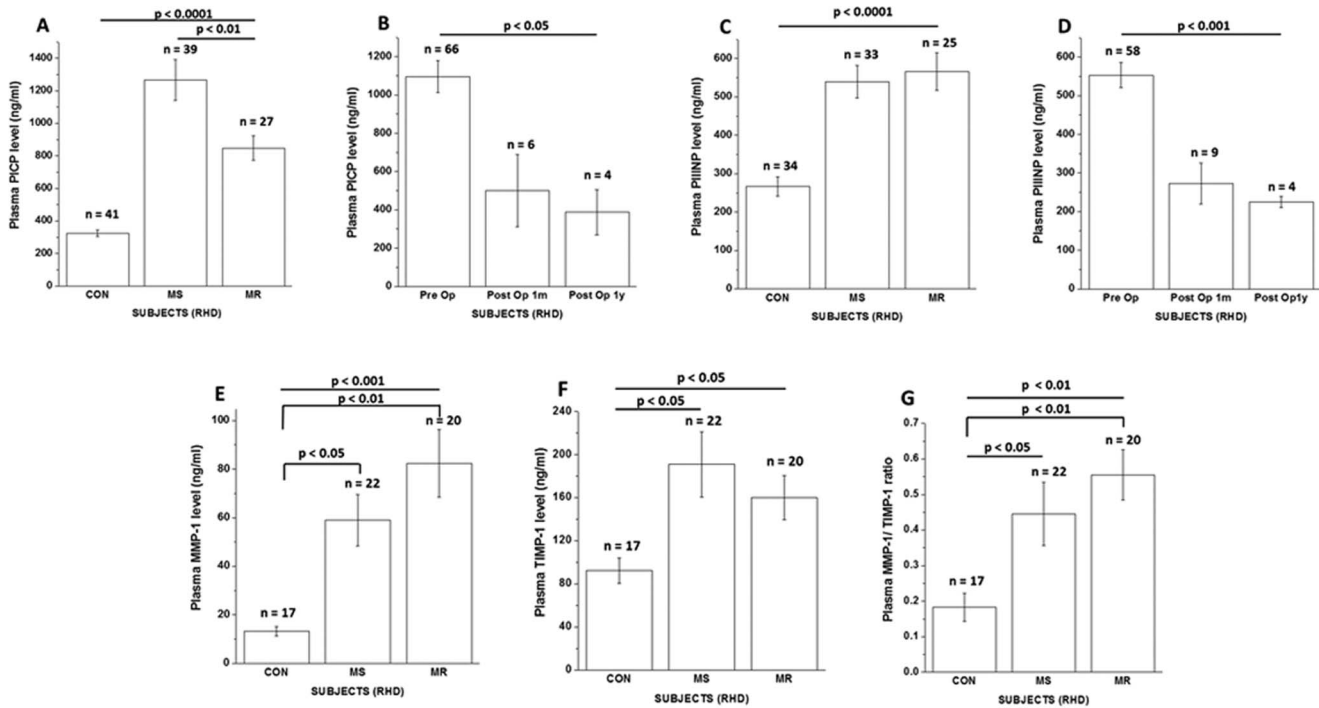 A
p < 0.0001
p < 0.01
n = 39
n = 27
n = 41
Plasma PICP level (ng/ml)
1400
1200
1000
800
600
400
200
0
CON MS MR
SUBJECTS (RHD)
B
p < 0.05
n = 66
n = 6
n = 4
Plasma PICP level (ng/ml)
1200
1000
800
600
400
200
0
Pre Op Post Op 1m Post Op 1y
SUBJECTS (RHD)
C
p < 0.0001
n = 34
n = 33
n = 25
Plasma PIIINP level (ng/ml)
600
500
400
300
200
100
0
CON MS MR
SUBJECTS (RHD)
D
p < 0.001
n = 58
n = 9
n = 4
Plasma PIIINP level (ng/ml)
600
500
400
300
200
100
0
Pre Op Post Op 1m Post Op1y
SUBJECTS (RHD)
E
p < 0.001
p < 0.01
p < 0.05
n = 20
n = 22
n = 17
Plasma MMP-1 level (ng/ml)
100
80
60
40
20
0
CON MS MR
SUBJECTS (RHD)
F
p < 0.05
p < 0.05
n = 22
n = 20
n = 17
Plasma TIMP-1 level (ng/ml)
240
200
160
120
80
40
0
CON MS MR
SUBJECTS (RHD)
G
p < 0.01
p < 0.01
p < 0.05
n = 20
n = 22
n = 17
Plasma MMP-1/ TIMP-1 ratio
0.7
0.6
0.5
0.4
0.3
0.2
0.1
0.0
CON MS MR
SUBJECTS (RHD)